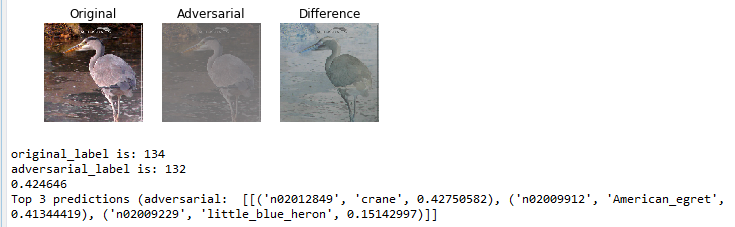 Original Adversarial Difference
original_label is: 134
adversarial_label is: 132
0.424646
Top 3 predictions (adversarial:  [[('n02012849', 'crane', 0.42750582), ('n02009912', 'American_egret',
0.41344419), ('n02009229', 'little_blue_heron', 0.15142997)]]